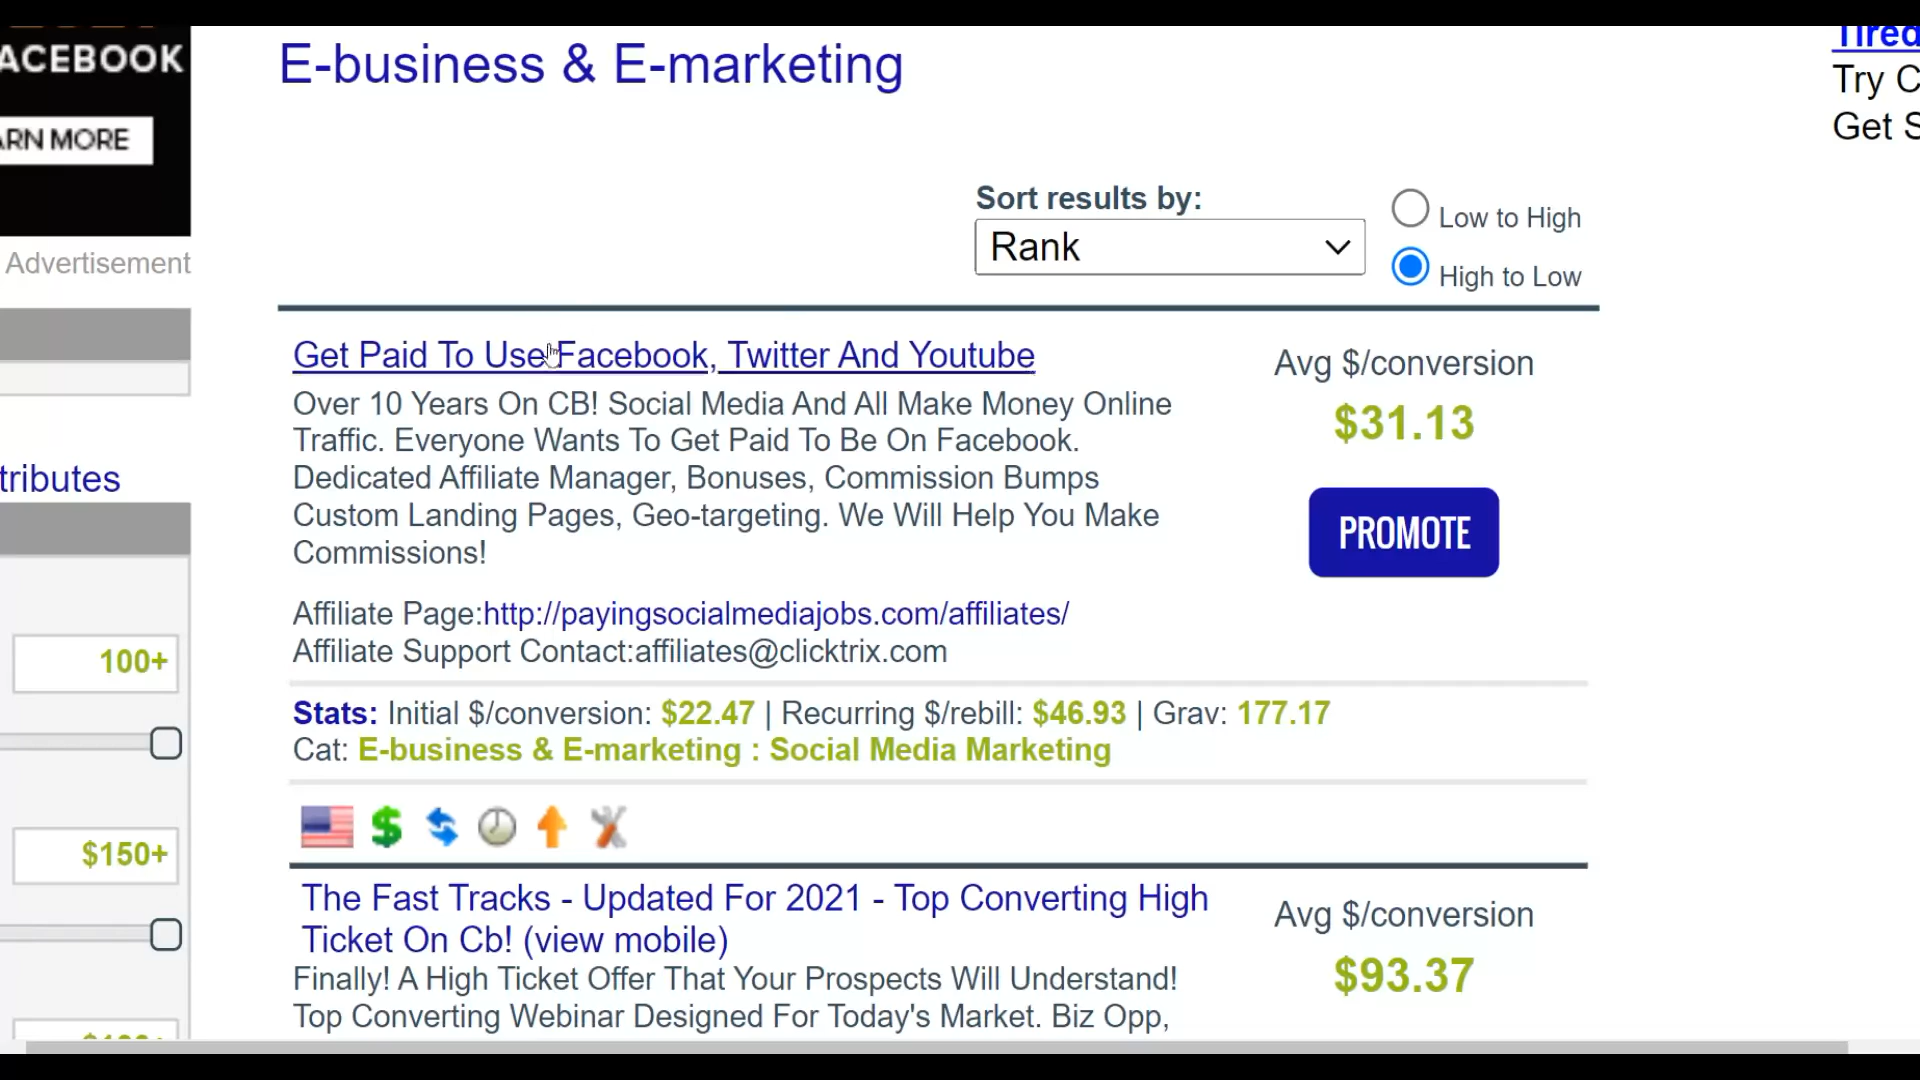 ACEBOOK
ARN MORE
Advertisement
tributes
100+
$150+
E-business & E-marketing
Sort results by:
Rank
Low to High
High to Low
Get Paid To Use Facebook, Twitter And Youtube
Over 10 Years On CB! Social Media And All Make Money Online
Traffic. Everyone Wants To Get Paid To Be On Facebook.
Dedicated Affiliate Manager, Bonuses, Commission Bumps
Custom Landing Pages, Geo-targeting. We Will Help You Make
Commissions!
Avg $/conversion
$31.13
PROMOTE
Affiliate Page:http://payingsocialmediajobs.com/affiliates/
Affiliate Support Contact:affiliates@clicktrix.com
Stats: Initial $/conversion: $22.47 | Recurring $/rebill: $46.93 | Grav: 177.17
Cat: E-business & E-marketing : Social Media Marketing
The Fast Tracks - Updated For 2021 - Top Converting High
Ticket On Cb! (view mobile)
Finally! A High Ticket Offer That Your Prospects Will Understand!
Top Converting Webinar Designed For Today's Market. Biz Opp,
Avg $/conversion
$93.37
Tired
Try C
Get S